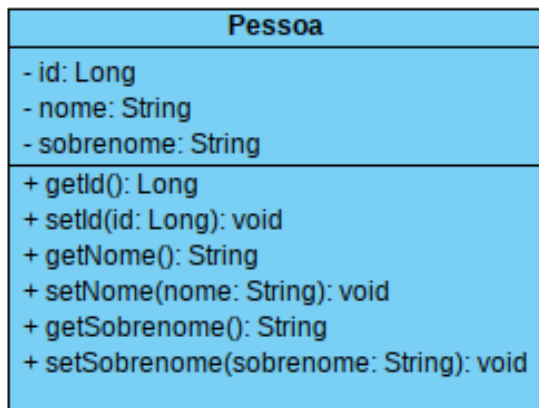 Pessoa
- id: Long
- nome: String
- sobrenome: String
+ getId(): Long
+ setId(id: Long): void
+ getNome(): String
+ setNome(nome: String): void
+ getSobrenome(): String
+ setSobrenome(sobrenome: String): void